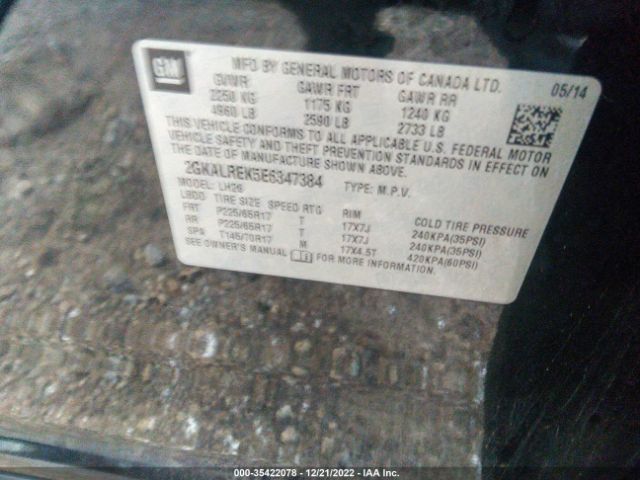 GM
MFD BY GENERAL MOTORS OF CANADA LTD.
05/14
GVWR GAWR FRT GAWR RR
2250 KG 1175 KG 1240 KG
4960 LB 2590 LB 2733 LB
THIS VEHICLE CONFORMS TO ALL APPLICABLE U.S. FEDERAL MOTOR
VEHICLE SAFETY AND THEFT PREVENTION STANDARDS IN EFFECT ON
THE DATE OF MANUFACTURE SHOWN ABOVE.
2GKALREK5E6347384 TYPE: M.P.V.
MODEL: LH26
LBDD TIRE SIZE SPEED RTG RIM COLD TIRE PRESSURE
FRT P225/65R17 T 17X7J 240KPA(35PSI)
RR P225/65R17 T 17X7J 240KPA(35PSI)
SPA T145/70R17 M 17X4.5T 420KPA(60PSI)
SEE OWNER'S MANUAL FOR MORE INFORMATION.
000-35422078 - 12/21/2022 - IAA Inc.